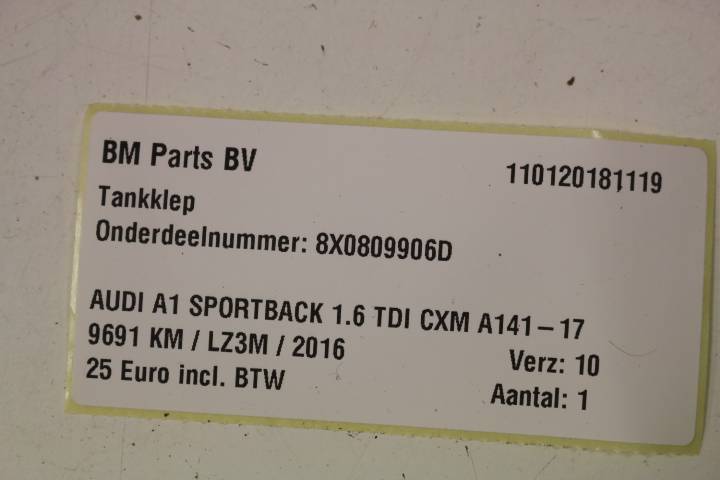 BM Parts BV 110120181119
Tankklep
Onderdeelnummer: 8X0809906D
AUDI A1 SPORTBACK 1.6 TDI CXM A141-17
9691 KM / LZ3M / 2016 Verz: 10
25 Euro incl. BTW Aantal: 1